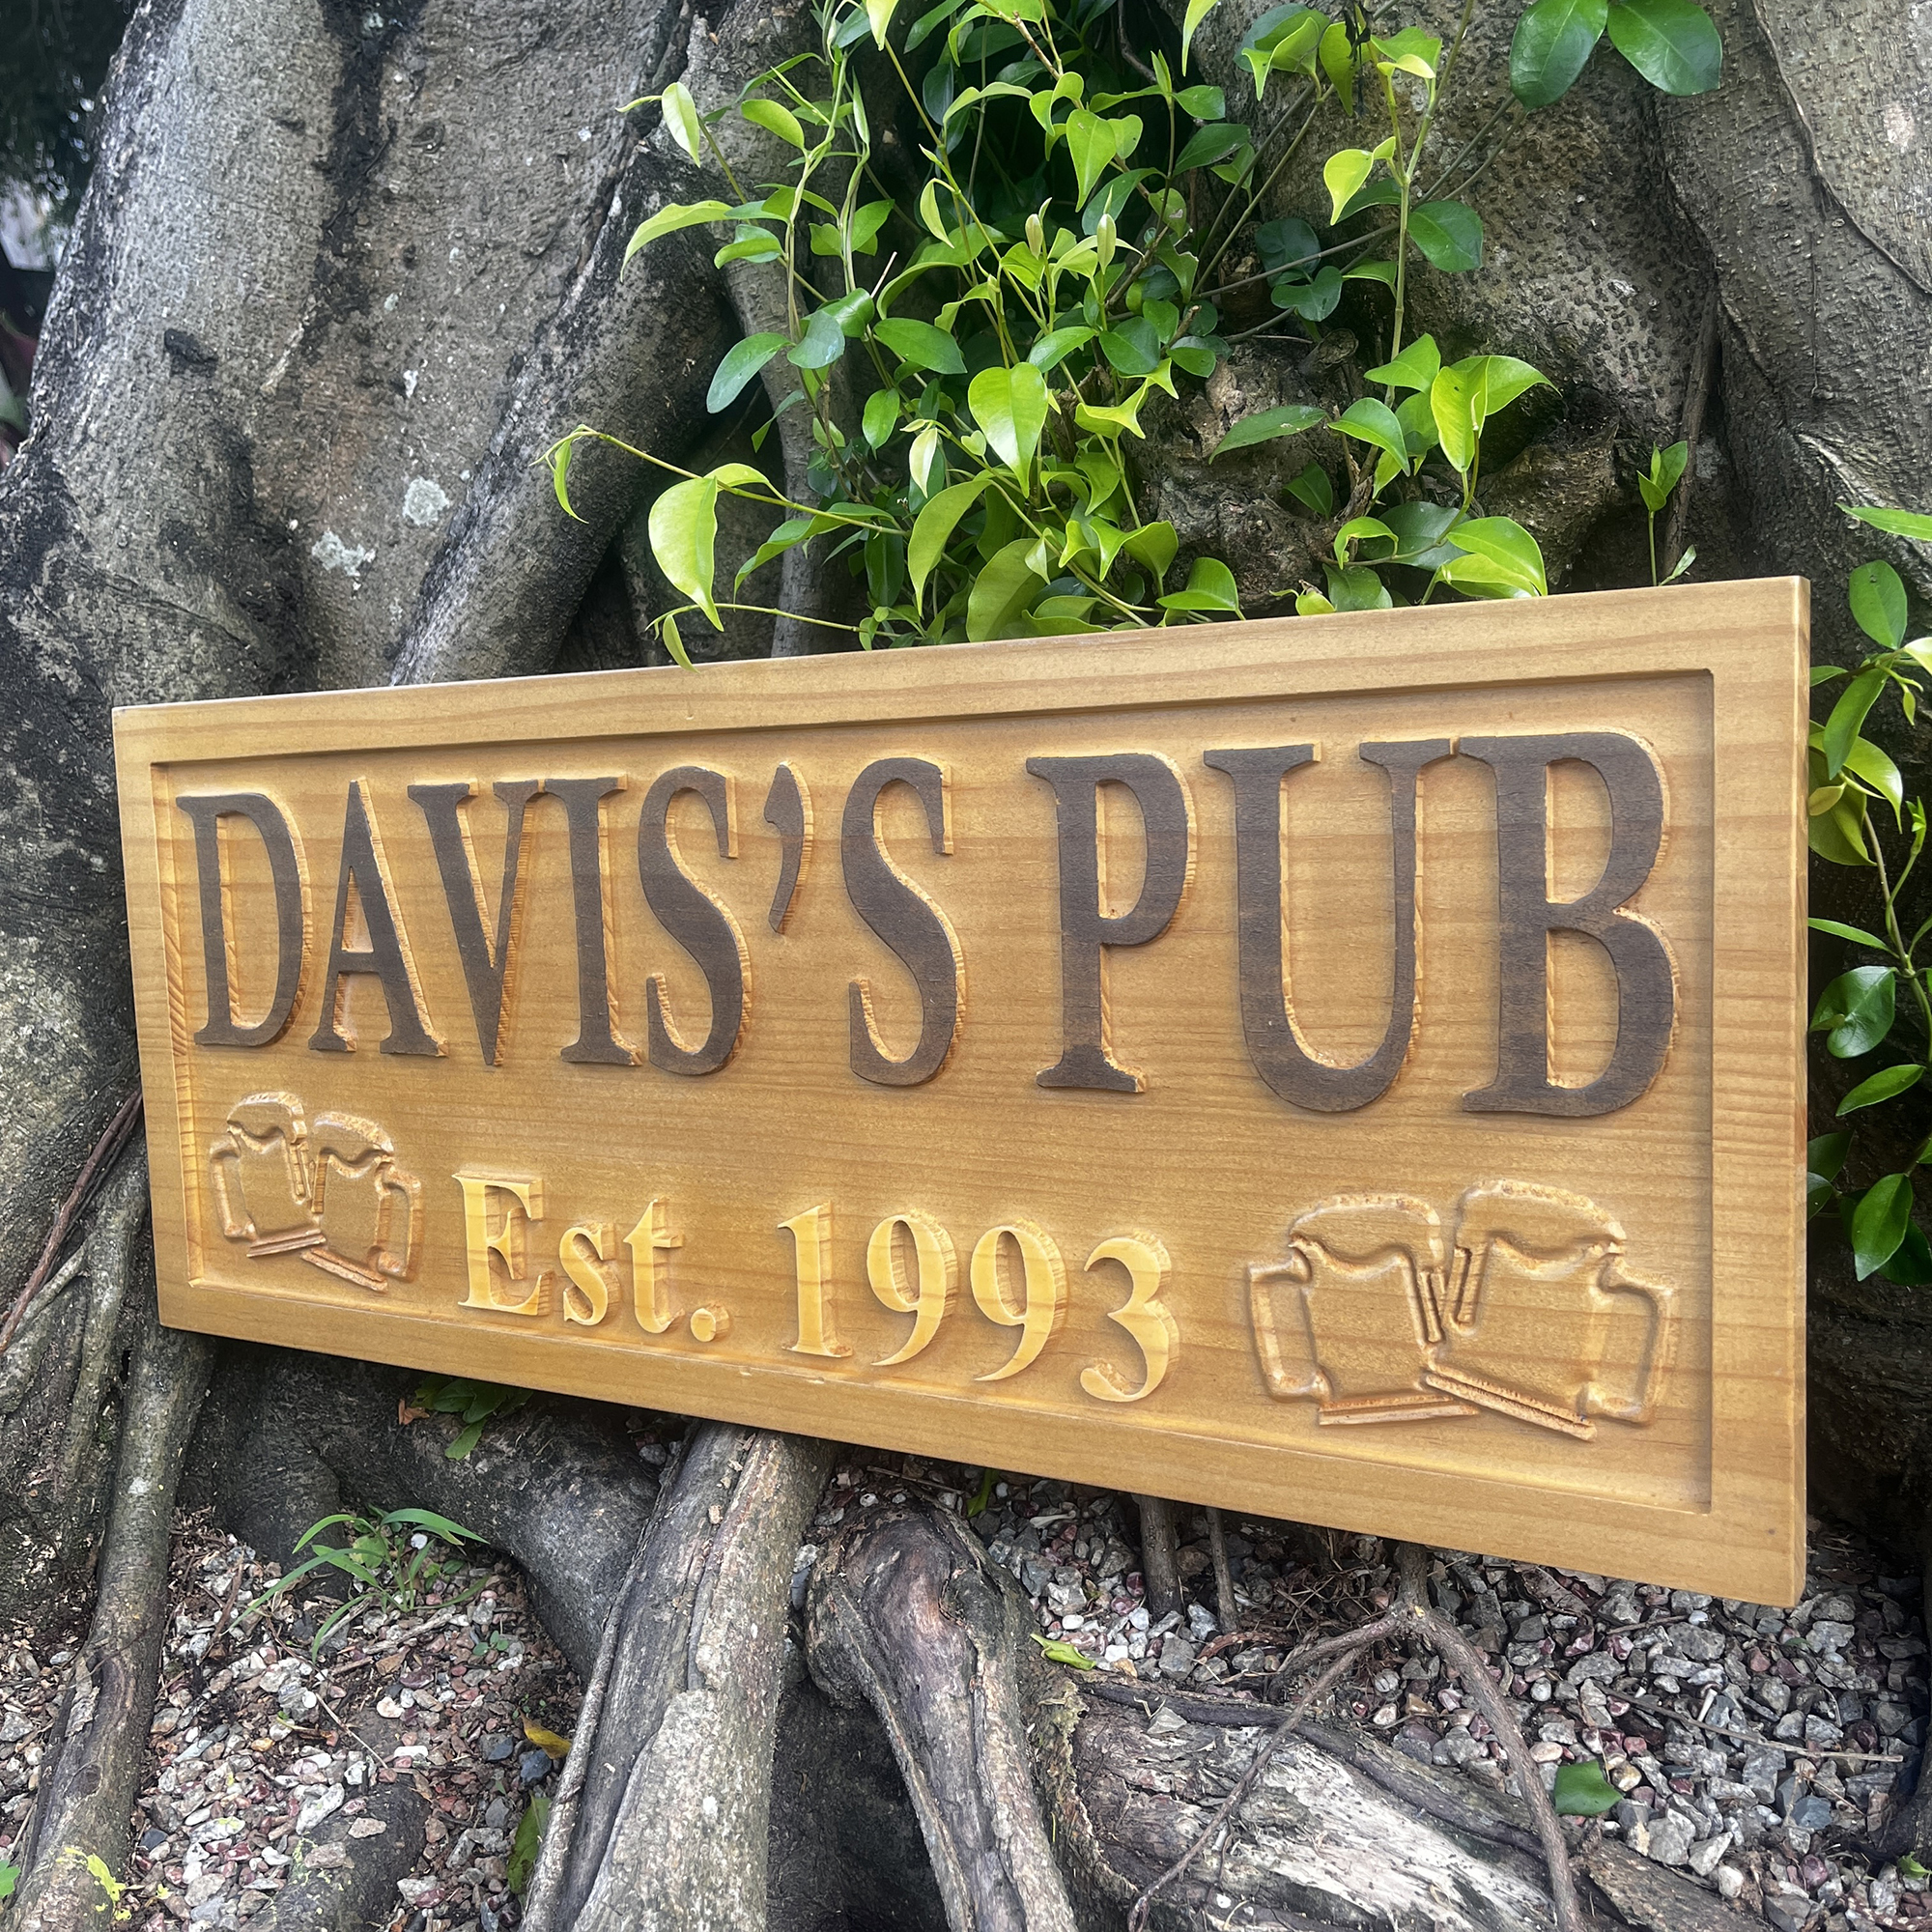 DAVIS'S PUB
Est. 1993